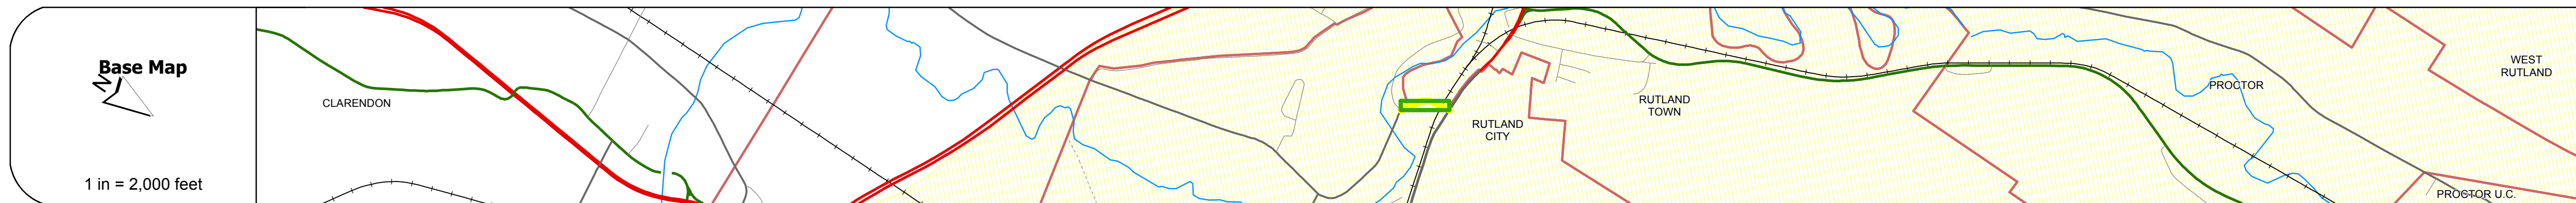 Base Map
N
1 in = 2,000 feet
CLARENDON
RUTLAND
CITY
RUTLAND
TOWN
PROCTOR
WEST
RUTLAND
PROCTOR U.C.